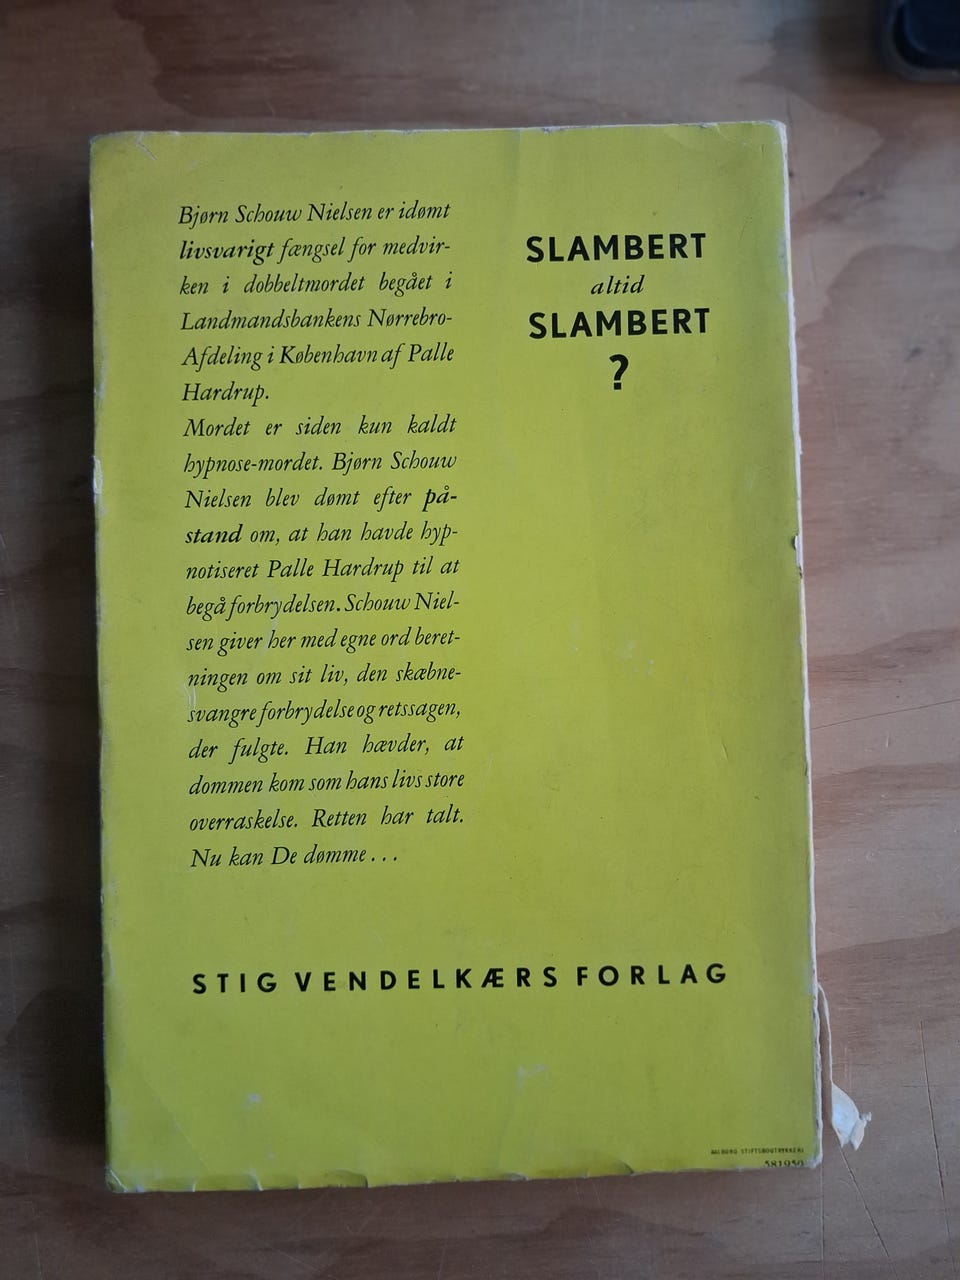 Bjørn Schouw Nielsen er idømt
livsvarigt fængsel for medvir-
ken i dobbeltmordet begået i
Landmandsbankens Nørrebro-
Afdeling i København af Palle
Hardrup.
Mordet er siden kun kaldt
hypnose-mordet. Bjørn Schouw
Nielsen blev dømt efter på-
stand om, at han havde hyp-
notiseret Palle Hardrup til at
begå forbrydelsen. Schouw Niel-
sen giver her med egne ord beret-
ningen om sit liv, den skæbne-
svangre forbrydelse og retssagen,
der fulgte. Han hævder, at
dommen kom som hans livs store
overraskelse. Retten har talt.
Nu kan De dømme . . .
SLAMBERT
altid
SLAMBERT
?
STIG VENDELKÆRS FORLAG
AALBORG STIFTSBOGTRYKKERI
581950